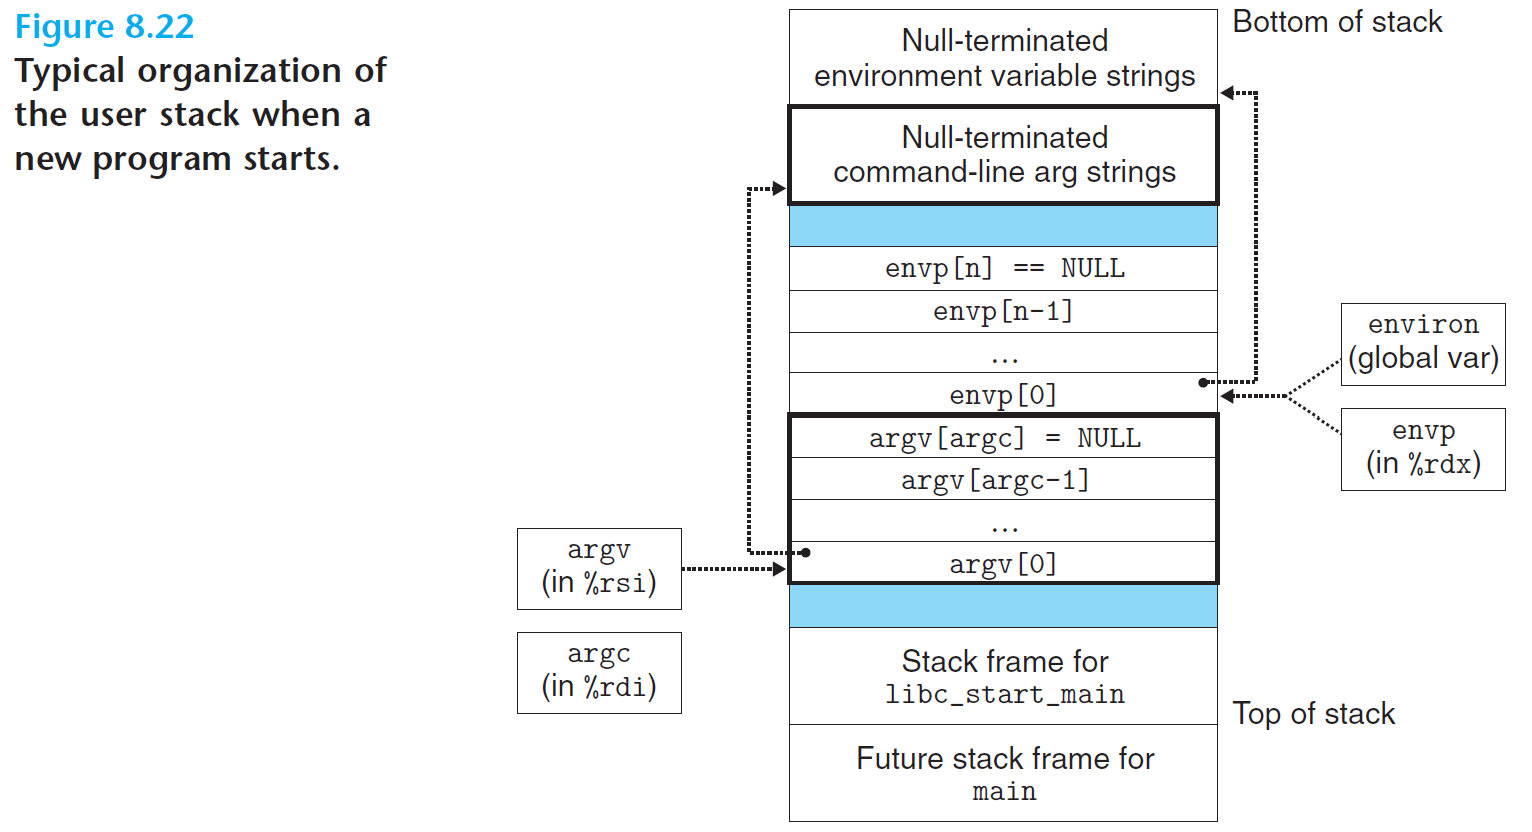 Figure 8.22
Typical organization of
the user stack when a
new program starts.
Bottom of stack
Null-terminated
environment variable strings
Null-terminated
command-line arg strings
envp[n] == NULL
envp[n-1]
...
envp[0]
environ
(global var)
envp
(in %rdx)
argv[argc] = NULL
argv[argc-1]
...
argv[0]
argv
(in %rsi)
argc
(in %rdi)
Stack frame for
libc_start_main
Top of stack
Future stack frame for
main